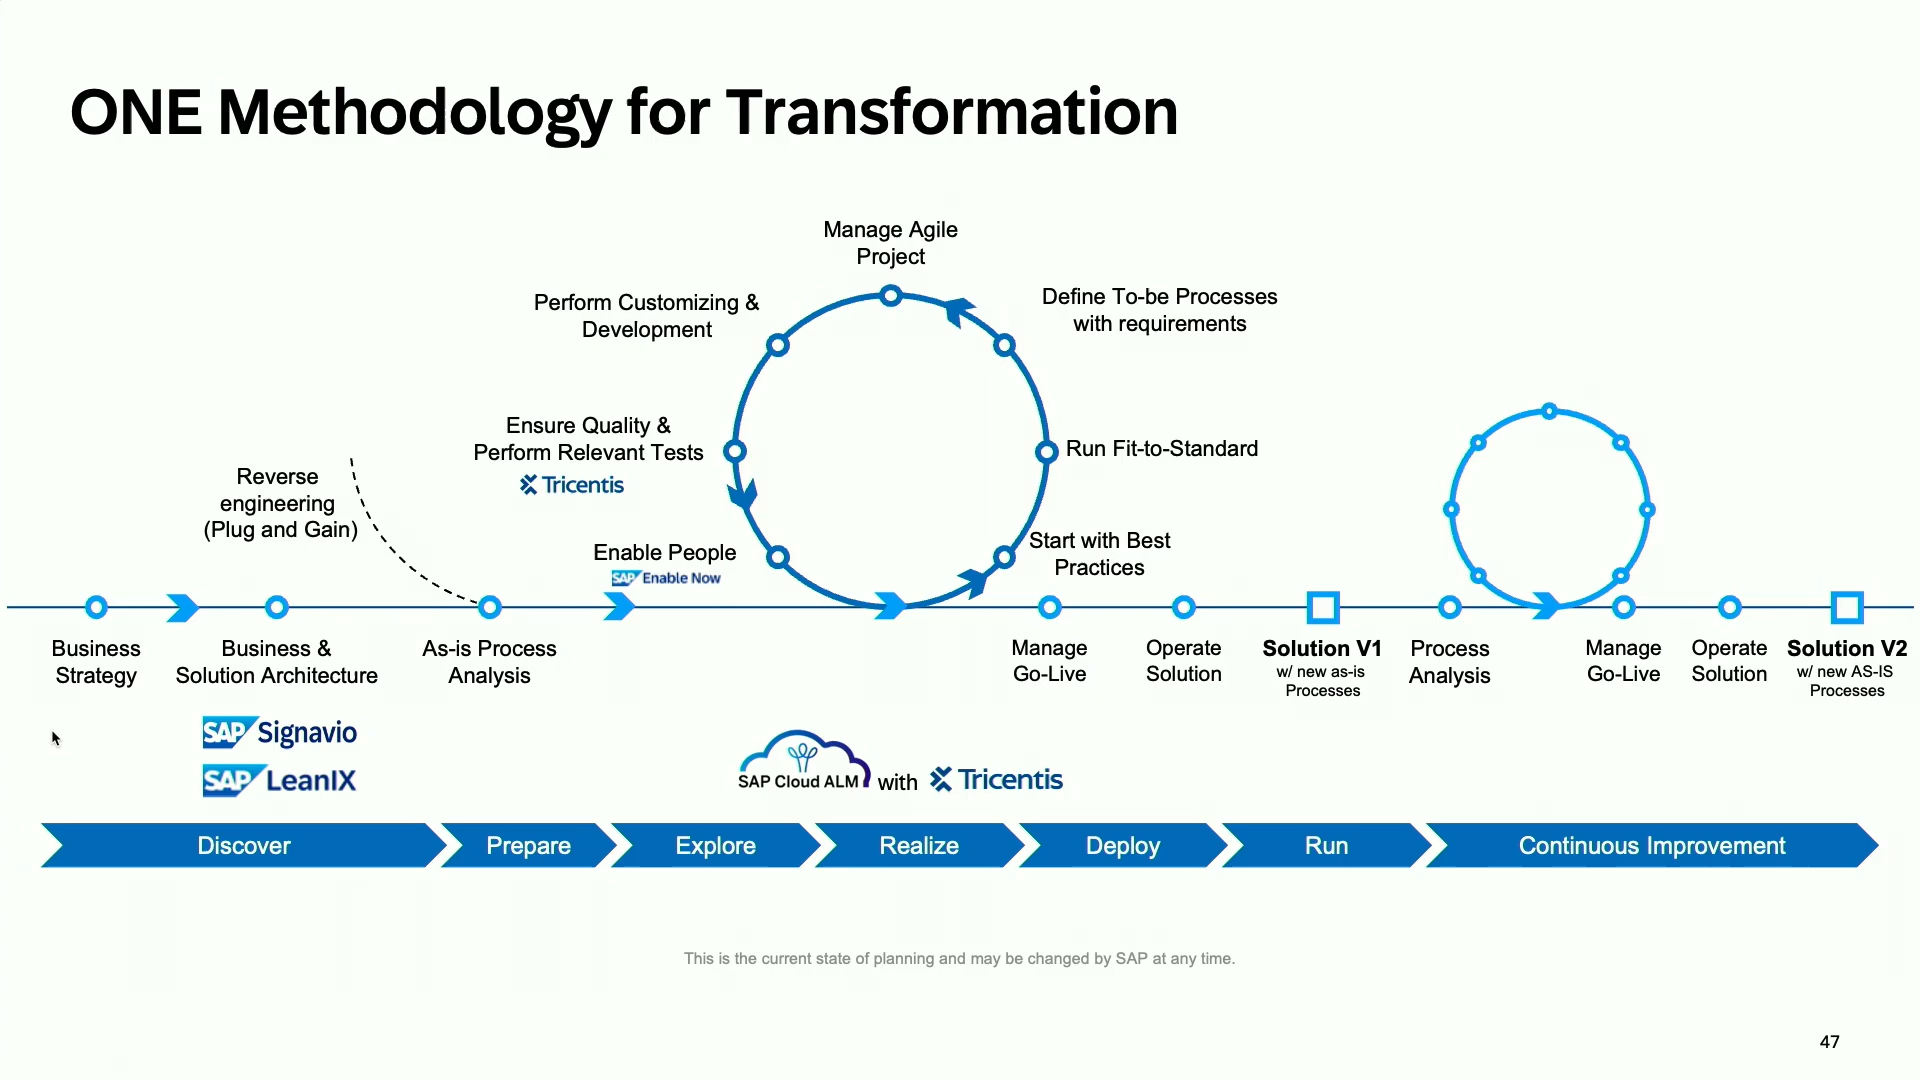 ONE Methodology for Transformation
Manage Agile
Project
Perform Customizing &
Development
Define To-be Processes
with requirements
Ensure Quality &
Perform Relevant Tests
Tricentis
Run Fit-to-Standard
Reverse
engineering
(Plug and Gain)
Enable People
SAP Enable Now
Start with Best
Practices
Business
Strategy
Business &
Solution Architecture
As-is Process
Analysis
Manage
Go-Live
Operate
Solution
Solution V1
w/ new as-is
Processes
Process
Analysis
Manage
Go-Live
Operate
Solution
Solution V2
w/ new AS-IS
Processes
SAP Signavio
SAP LeanIX
SAP Cloud ALM with Tricentis
Discover
Prepare
Explore
Realize
Deploy
Run
Continuous Improvement
This is the current state of planning and may be changed by SAP at any time.
47